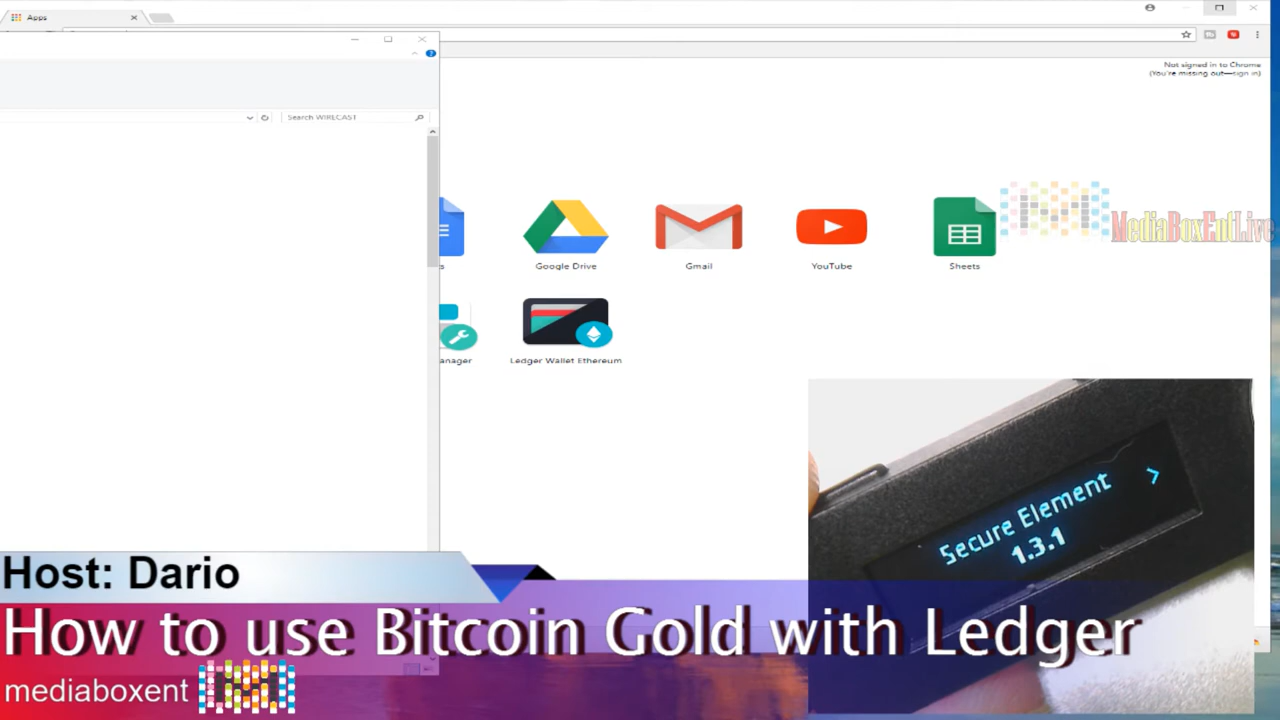 Apps
Not signed in to Chrome
(You're missing out—sign in)
Search WIRECAST
MediaBoxEntLive
s
Google Drive
Gmail
YouTube
Sheets
anager
Ledger Wallet Ethereum
Secure Element
1.3.1
Host: Dario
How to use Bitcoin Gold with Ledger
mediaboxent